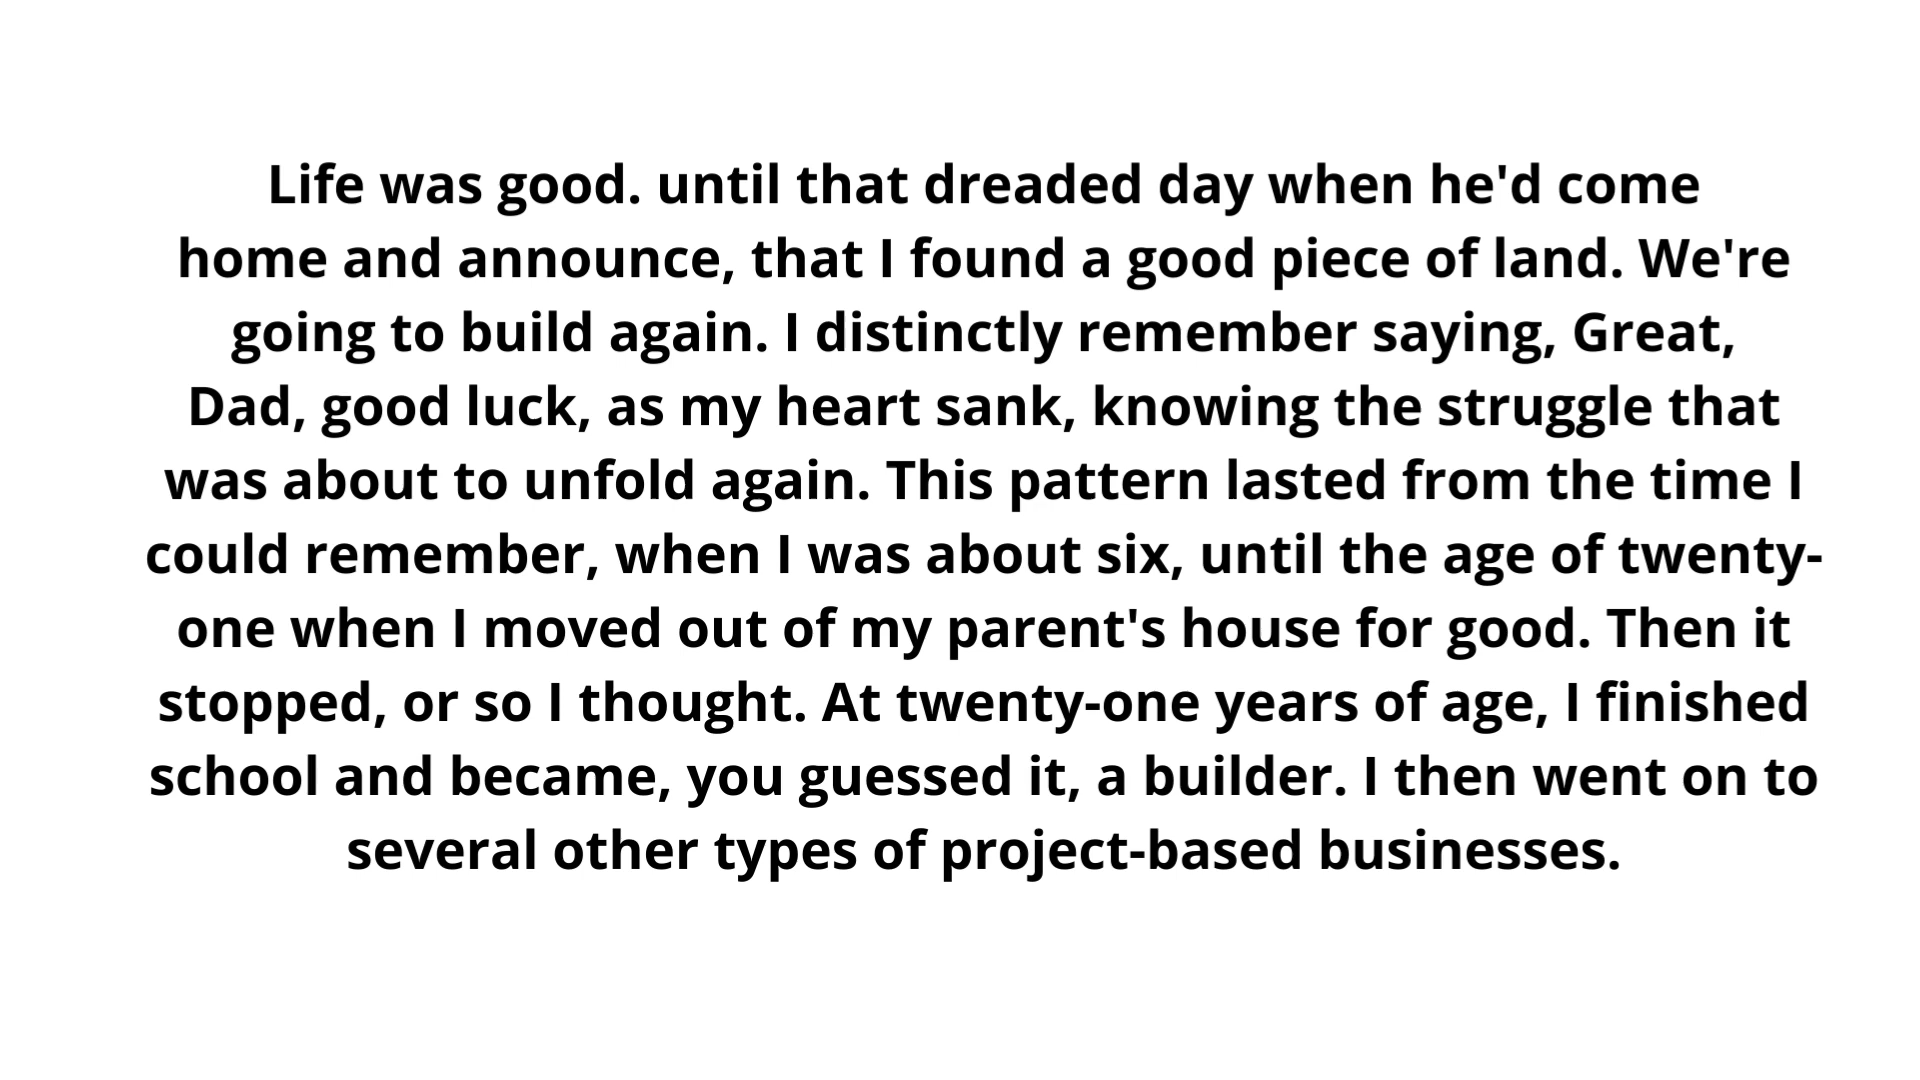 Life was good. until that dreaded day when he'd come
home and announce, that I found a good piece of land. We're
going to build again. I distinctly remember saying, Great,
Dad, good luck, as my heart sank, knowing the struggle that
was about to unfold again. This pattern lasted from the time I
could remember, when I was about six, until the age of twenty-
one when I moved out of my parent's house for good. Then it
stopped, or so I thought. At twenty-one years of age, I finished
school and became, you guessed it, a builder. I then went on to
several other types of project-based businesses.